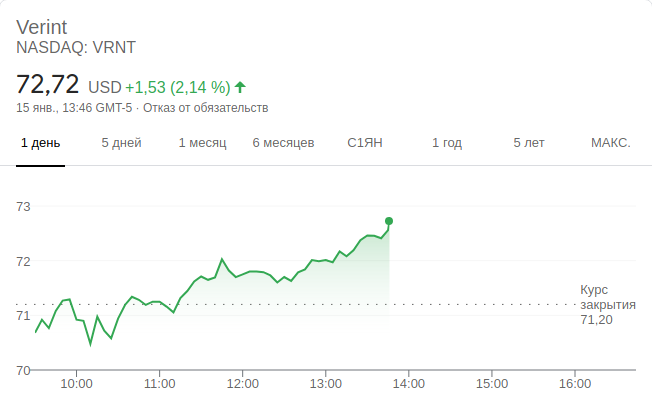 Verint
NASDAQ: VRNT
72,72 USD +1,53 (2,14 %)
15 янв., 13:46 GMT-5 · Отказ от обязательств
1 день 5 дней 1 месяц 6 месяцев С1ЯН 1 год 5 лет МАКС.
73
72
Курс
закрытия
71,20
71
70
10:00 11:00 12:00 13:00 14:00 15:00 16:00